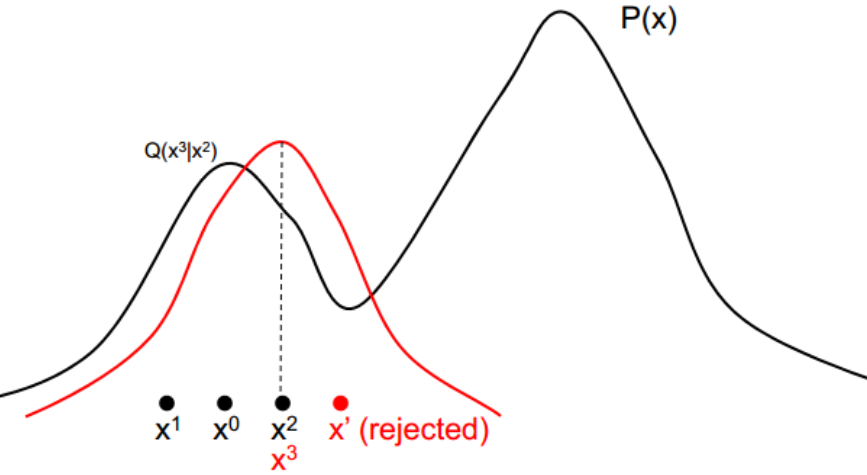 P(x)
Q(x³|x²)
x¹ x⁰ x² x’ (rejected)
x³